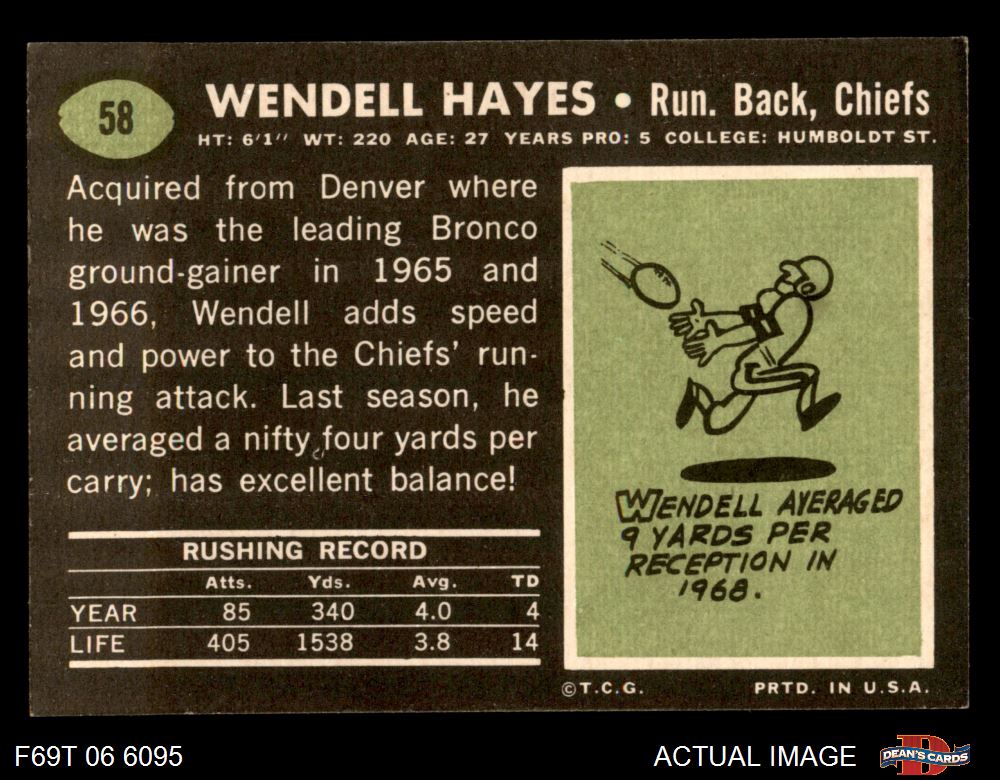 58
WENDELL HAYES • Run. Back, Chiefs
HT: 6'1'' WT: 220 AGE: 27 YEARS PRO: 5 COLLEGE: HUMBOLDT ST.
Acquired from Denver where
he was the leading Bronco
ground-gainer in 1965 and
1966, Wendell adds speed
and power to the Chiefs' run-
ning attack. Last season, he
averaged a nifty four yards per
carry; has excellent balance!
RUSHING RECORD
Atts. Yds. Avg. TD
YEAR 85 340 4.0 4
LIFE 405 1538 3.8 14
WENDELL AVERAGED
9 YARDS PER
RECEPTION IN
1968.
©T.C.G. PRTD. IN U.S.A.
F69T 06 6095 ACTUAL IMAGE DEAN'S CARDS